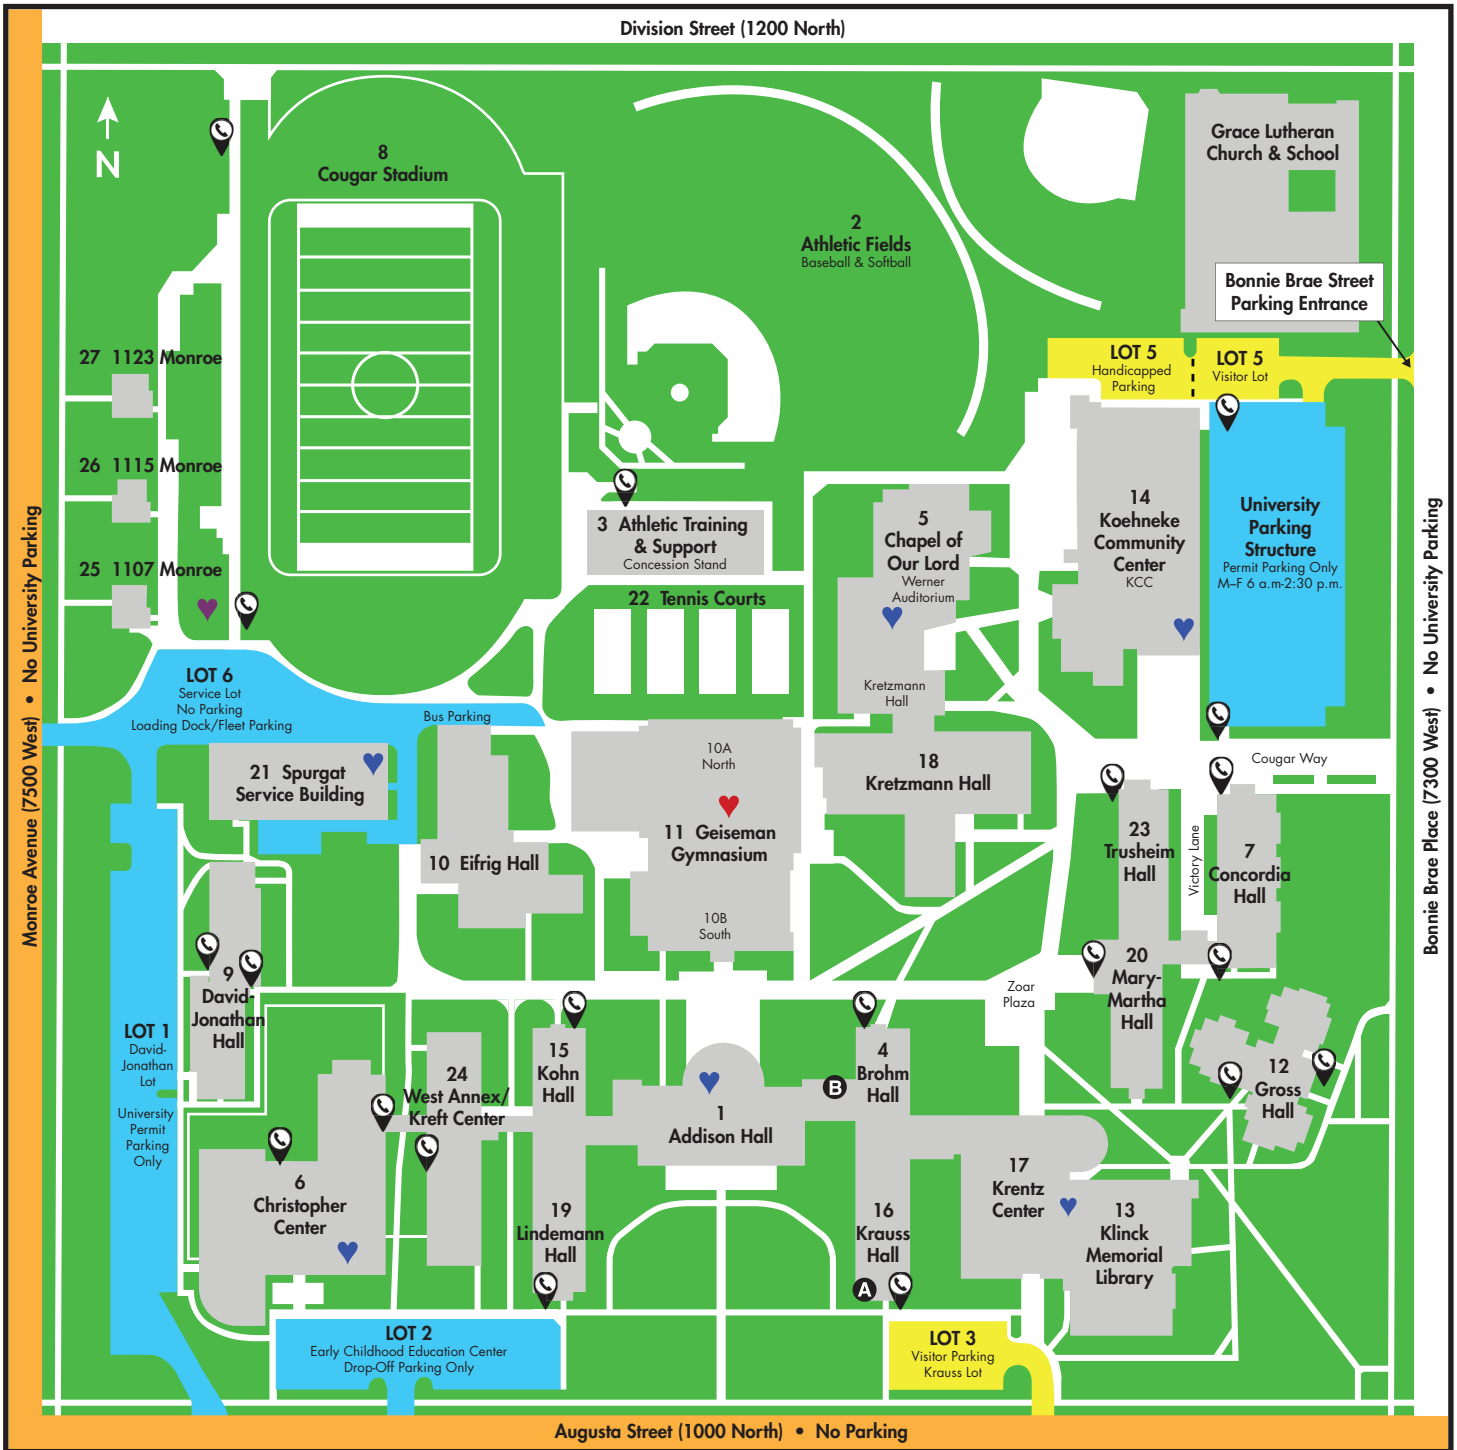 Division Street (1200 North)
N
8
Cougar Stadium
2
Athletic Fields
Baseball & Softball
Grace Lutheran
Church & School
Bonnie Brae Street
Parking Entrance
LOT 5
Handicapped
Parking
LOT 5
Visitor Lot
27 1123 Monroe
26 1115 Monroe
25 1107 Monroe
3 Athletic Training
& Support
Concession Stand
22 Tennis Courts
5
Chapel of
Our Lord
Werner
Auditorium
Kretzmann
Hall
14
Koehneke
Community
Center
KCC
University
Parking
Structure
Permit Parking Only
M–F 6 a.m-2:30 p.m.
Monroe Avenue (7500 West) • No University Parking
Bonnie Brae Place (7300 West) • No University Parking
LOT 6
Service Lot
No Parking
Loading Dock/Fleet Parking
Bus Parking
21 Spurgat
Service Building
10A
North
11 Geiseman
Gymnasium
10B
South
18
Kretzmann Hall
Cougar Way
10 Eifrig Hall
23
Trusheim
Hall
Victory Lane
7
Concordia
Hall
9
David-
Jonathan
Hall
20
Mary-
Martha
Hall
Zoar
Plaza
LOT 1
David-
Jonathan
Lot
University
Permit
Parking
Only
24
West Annex/
Kreft Center
15
Kohn
Hall
4
Brohm
Hall
B
1
Addison Hall
12
Gross
Hall
6
Christopher
Center
19
Lindemann
Hall
16
Krauss
Hall
A
17
Krentz
Center
13
Klinck
Memorial
Library
LOT 2
Early Childhood Education Center
Drop-Off Parking Only
LOT 3
Visitor Parking
Krauss Lot
Augusta Street (1000 North) • No Parking